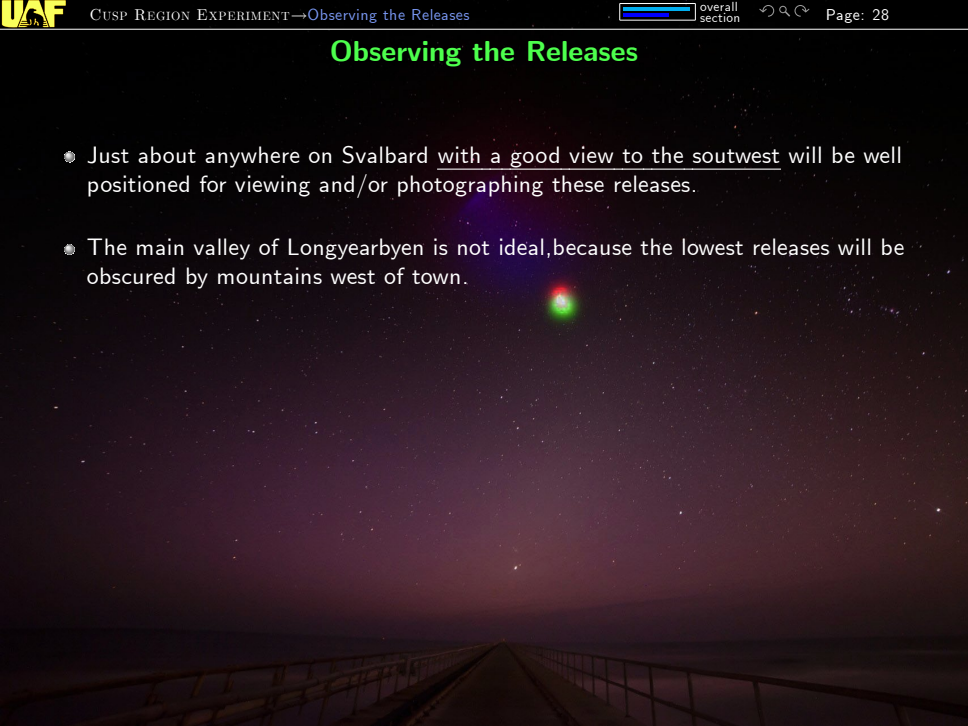 UAF
Cusp Region Experiment→Observing the Releases
overall
section
Page: 28
Observing the Releases
Just about anywhere on Svalbard with a good view to the soutwest will be well
positioned for viewing and/or photographing these releases.
The main valley of Longyearbyen is not ideal,because the lowest releases will be
obscured by mountains west of town.